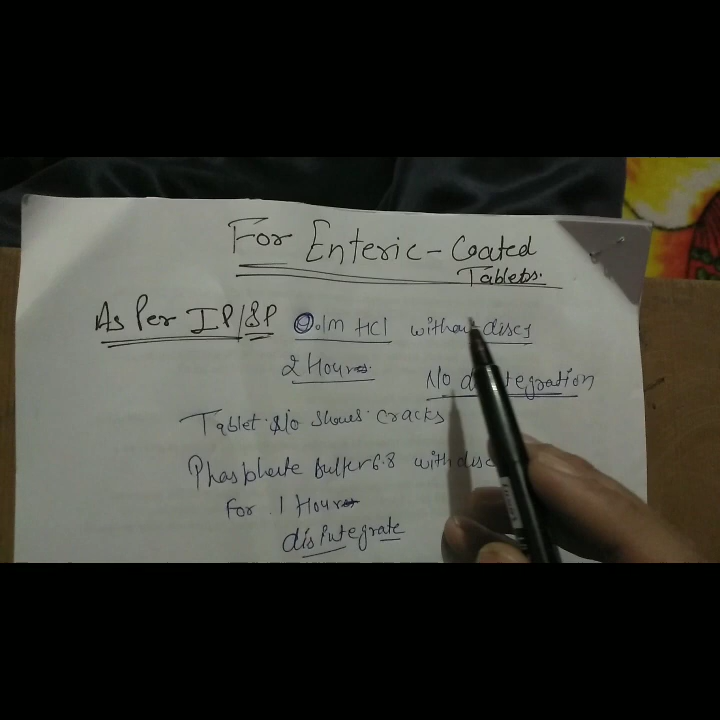 For Enteric-Coated
Tablets.
As Per IP/BP 0.1M HCl without discs
2 Hours.
No disintegration
Tablet No shows cracks
Phosphate buffer 6.8 with disc
For 1 Hour
disintegrate